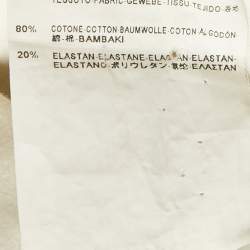 TESSUTO-FABRIC-GEWEBE-TISSU-TEJIDO-
80% COTONE-COTTON-BAUMWOLLE-COTON ALGODÓN-
綿-棉-BAMBAKI
20% ELASTAN-ELASTANE-ELASTAN-ELASTAN-
ELASTANO-ポリウレタン-氨纶-ΕΛΑΣΤΑΝ